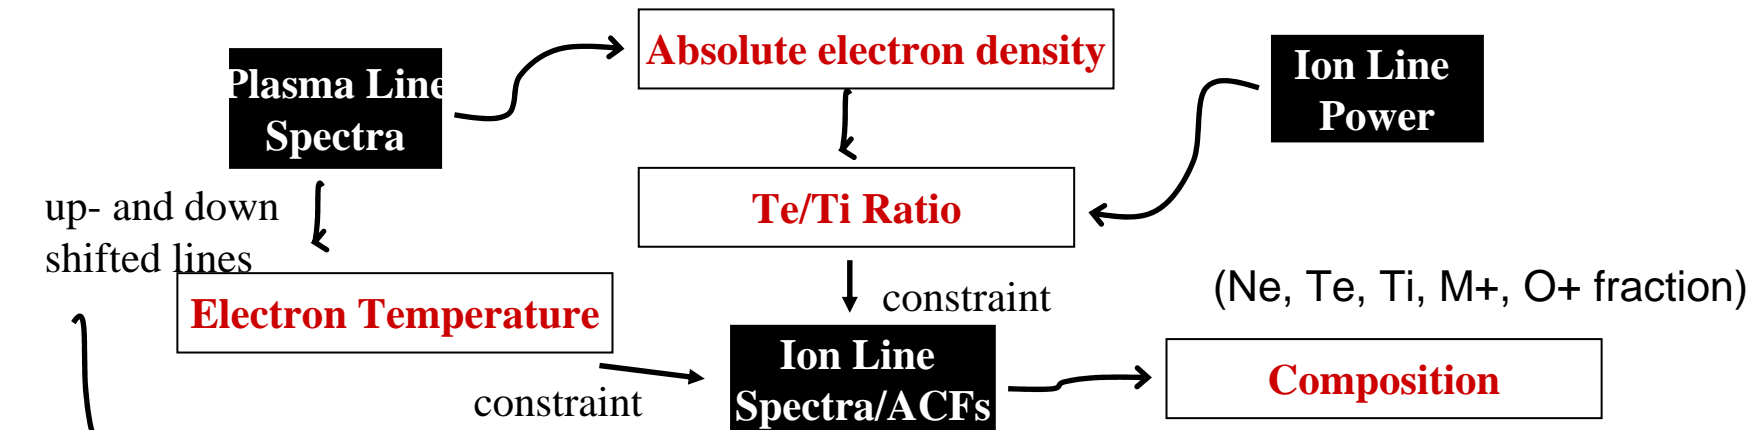 Absolute electron density
Plasma Line
Spectra
Ion Line
Power
up- and down
shifted lines
Te/Ti Ratio
Electron Temperature
constraint
(Ne, Te, Ti, M+, O+ fraction)
constraint
Ion Line
Spectra/ACFs
Composition